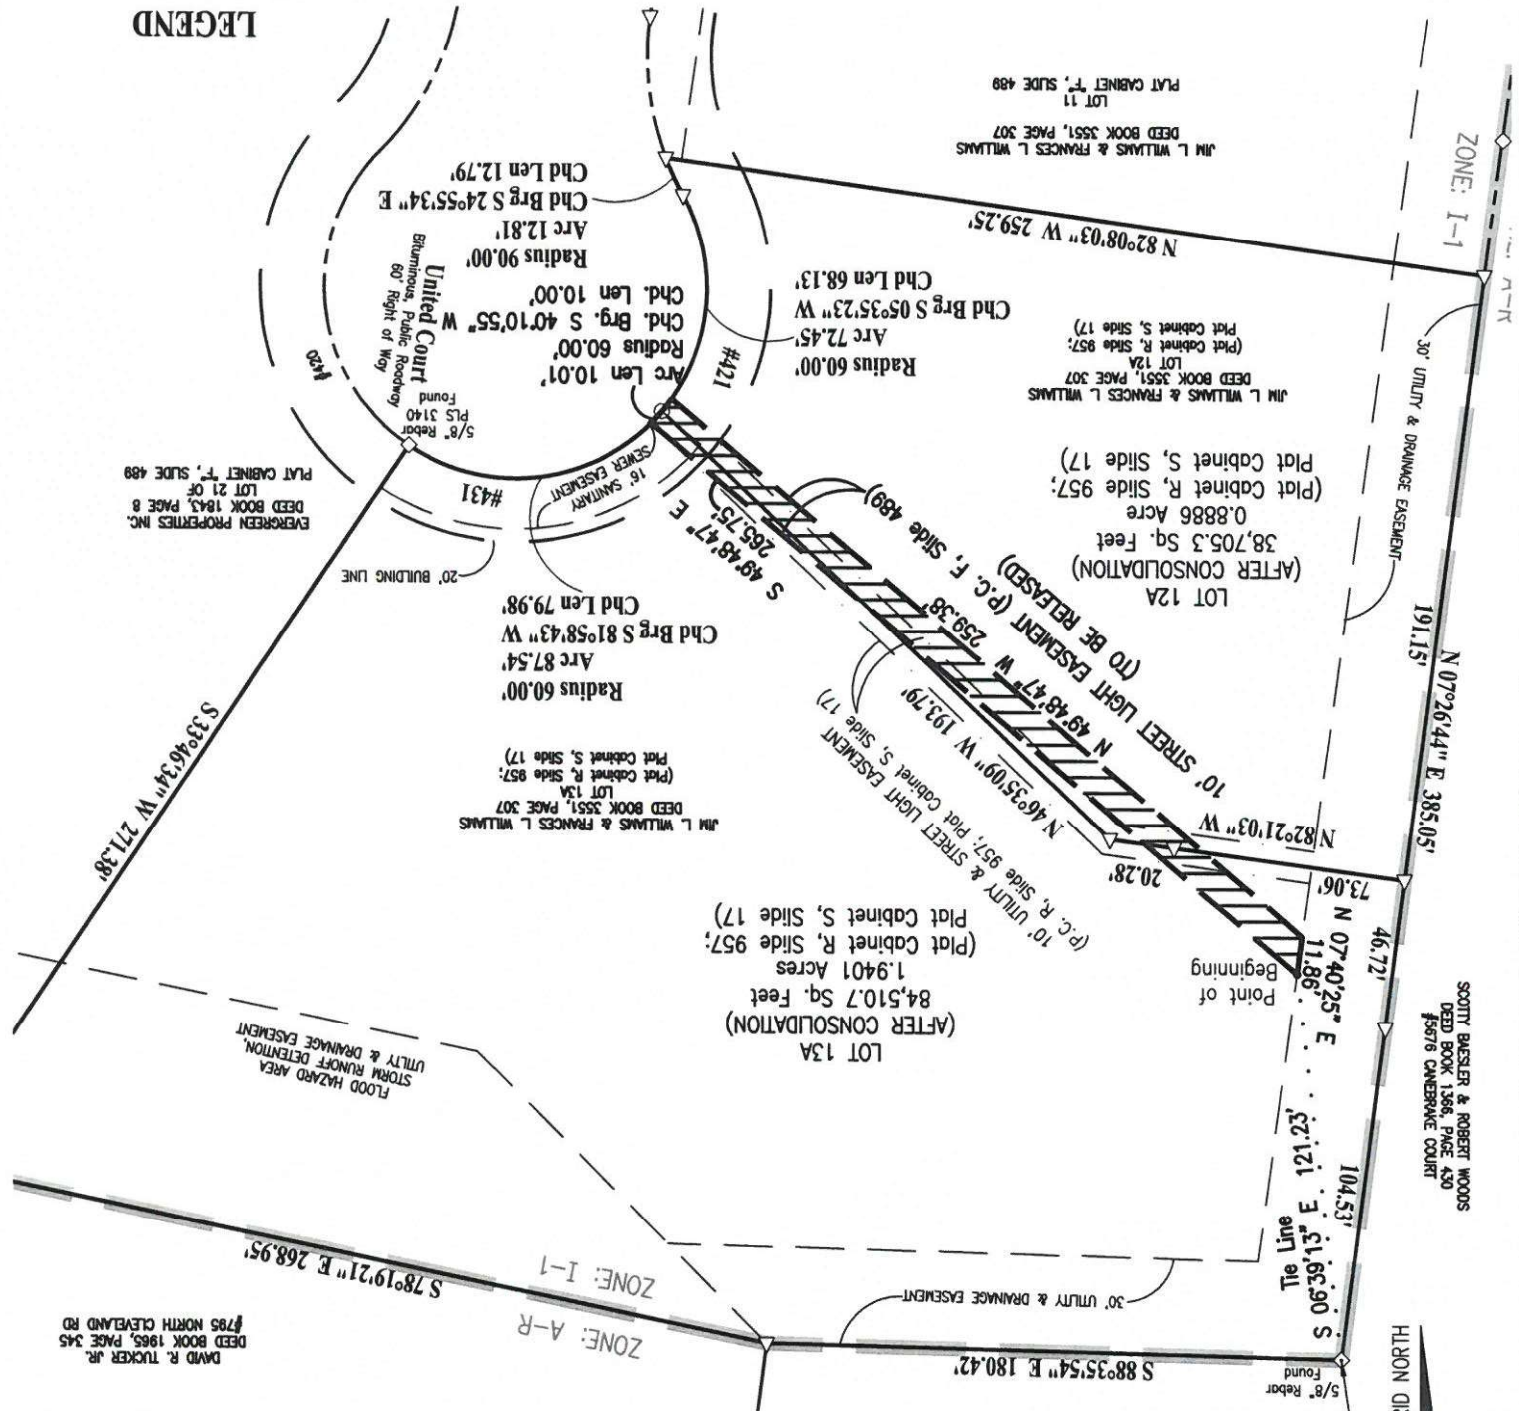 ID NORTH
5/8" Rebar
Found
S 88°35'54" E 180.42'
DAVID R. TUCKER JR.
DEED BOOK 1965, PAGE 345
#795 NORTH CLEVELAND RD
ZONE: A-R
ZONE: I-1
S 78°19'21" E 268.95'
30' UTILITY & DRAINAGE EASEMENT
Tie Line
S 06°39'13" E 121.23'
104.53'
SCOTTY BAESLER & ROBERT WOODS
DEED BOOK 1366, PAGE 430
#5676 CANEBRAKE COURT
FLOOD HAZARD AREA
STORM RUNOFF DETENTION,
UTILTY & DRAINAGE EASEMENT
LOT 13A
(AFTER CONSOLIDATION)
84,510.7 Sq. Feet
1.9401 Acres
(Plat Cabinet R, Slide 957;
Plat Cabinet S, Slide 17)
Point of
Beginning
N 07°40'25" E
11.86'
46.72'
73.06'
20.28'
N 82°21'03" W
N 07°26'44" E 385.05'
191.15'
10' UTILITY & STREET LIGHT EASEMENT
(P.C. R, Slide 957; Plat Cabinet S, Slide 17)
N 46°35'09" W 193.79'
JIM L WILLIAMS & FRANCES L WILLIAMS
DEED BOOK 3551, PAGE 307
LOT 13A
(Plat Cabinet R, Slide 957;
Plat Cabinet S, Slide 17)
S 33°46'34" W 271.38'
10' STREET LIGHT EASEMENT (P.C. F, Slide 489)
(TO BE RELEASED)
N 49°48'47" W
259.38'
S 49°48'47" E
265.75'
Radius 60.00'
Arc 87.54'
Chd Brg S 81°58'43" W
Chd Len 79.98'
20' BUILDING LINE
LOT 12A
(AFTER CONSOLIDATION)
38,705.3 Sq. Feet
0.8886 Acre
(Plat Cabinet R, Slide 957;
Plat Cabinet S, Slide 17)
30' UTILITY & DRAINAGE EASEMENT
16' SANITARY
SEWER EASEMENT
#431
EVERGREEN PROPERTIES INC.
DEED BOOK 1843, PAGE 8
LOT 21 OF
PLAT CABINET "F", SLIDE 489
5/8" Rebar
PLS 3140
Found
JIM L WILLIAMS & FRANCES L WILLIAMS
DEED BOOK 3551, PAGE 307
LOT 12A
(Plat Cabinet R, Slide 957;
Plat Cabinet S, Slide 17)
Radius 60.00'
Arc 72.45'
Chd Brg S 05°35'23" W
Chd Len 68.13'
#421
Arc Len 10.01'
Radius 60.00'
Chd. Brg. S 40°10'55" W
Chd. Len 10.00'
United Court
Bituminous, Public Roadway
60' Right of Way
#420
Radius 90.00'
Arc 12.81'
Chd Brg S 24°55'34" E
Chd Len 12.79'
N 82°08'03" W 259.25'
A-R
ZONE: I-1
JIM L WILLIAMS & FRANCES L WILLIAMS
DEED BOOK 3551, PAGE 307
LOT 11
PLAT CABINET "F", SLIDE 489
LEGEND